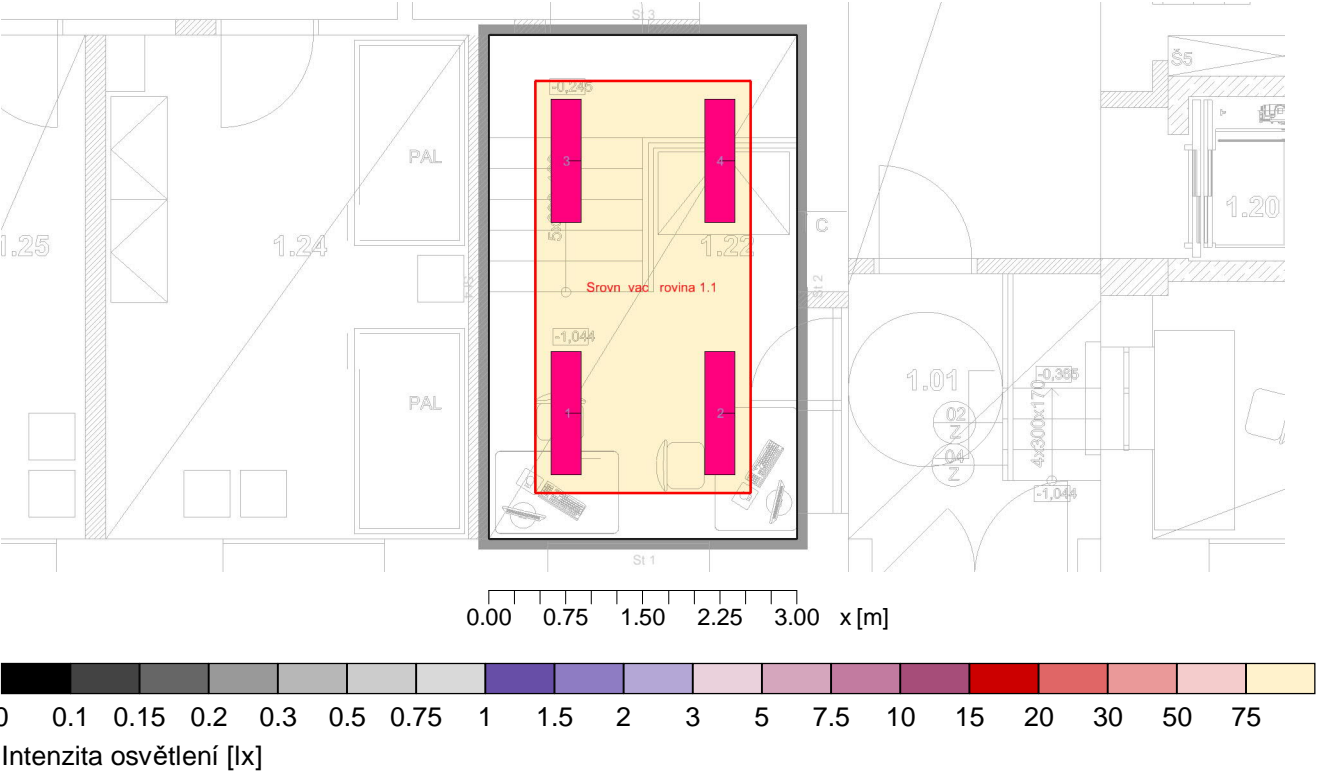 St 3
Š5
-0,245
PAL
3
4
1.20
C
1.25
1.24
1.22
St 2
Srovn vac rovina 1.1
-1,044
1.01
-0,365
PAL
1
2
02
Z
4x300x170
04
Z
-1,044
St 1
0.00 0.75 1.50 2.25 3.00 x [m]
0 0.1 0.15 0.2 0.3 0.5 0.75 1 1.5 2 3 5 7.5 10 15 20 30 50 75
Intenzita osvětlení [lx]